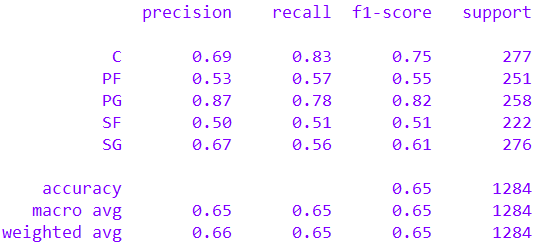 precision recall f1-score support
C 0.69 0.83 0.75 277
PF 0.53 0.57 0.55 251
PG 0.87 0.78 0.82 258
SF 0.50 0.51 0.51 222
SG 0.67 0.56 0.61 276
accuracy 0.65 1284
macro avg 0.65 0.65 0.65 1284
weighted avg 0.66 0.65 0.65 1284